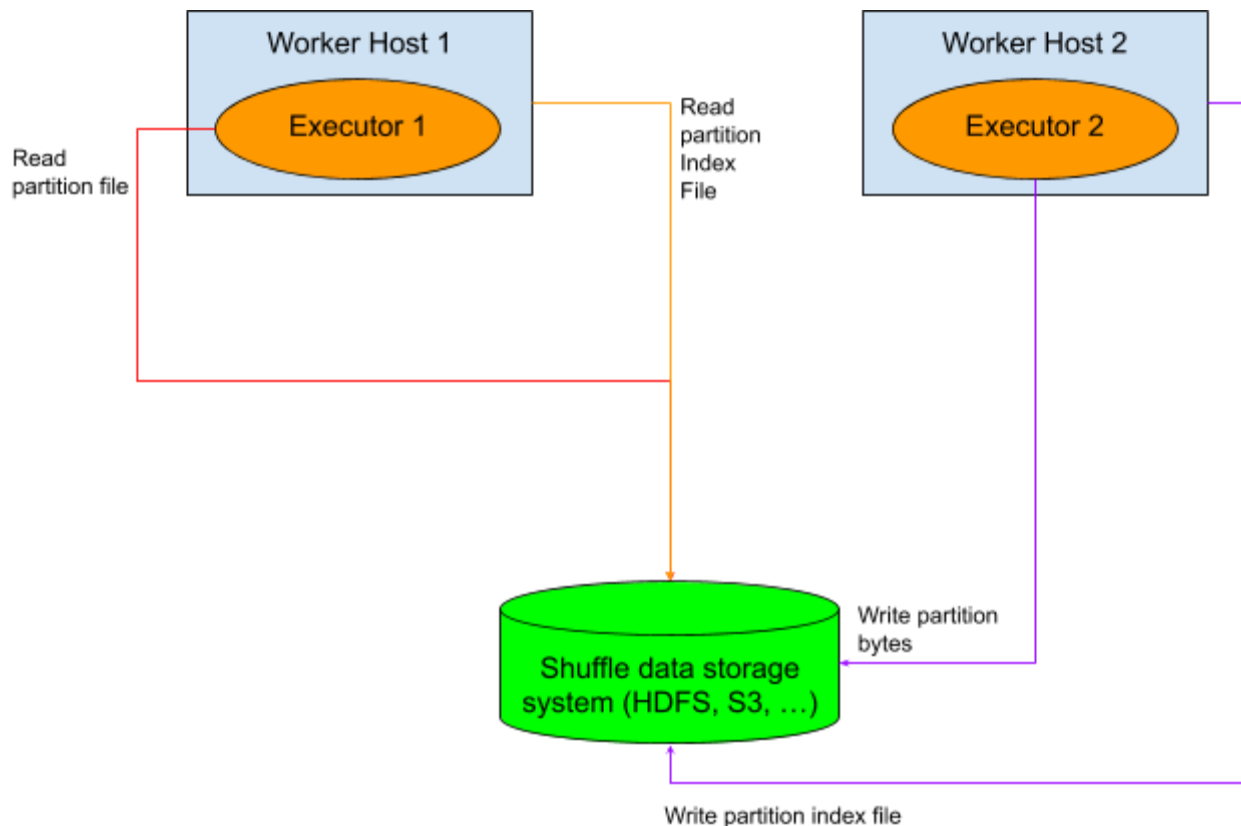 Worker Host 1
Executor 1
Read
partition file
Read
partition
Index
File
Worker Host 2
Executor 2
Write partition
bytes
Shuffle data storage
system (HDFS, S3, …)
Write partition index file